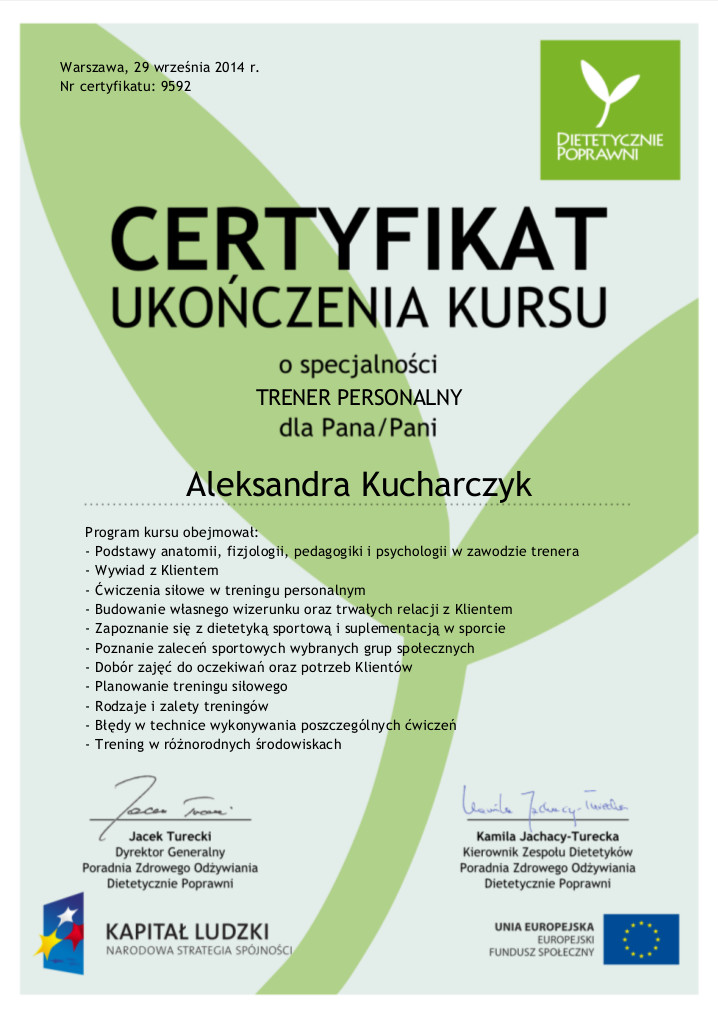 Warszawa, 29 września 2014 r.
Nr certyfikatu: 9592
DIETETYCZNIE
POPRAWNI
CERTYFIKAT
UKOŃCZENIA KURSU
o specjalności
TRENER PERSONALNY
dla Pana/Pani
Aleksandra Kucharczyk
Program kursu obejmował:
- Podstawy anatomii, fizjologii, pedagogiki i psychologii w zawodzie trenera
- Wywiad z Klientem
- Ćwiczenia siłowe w treningu personalnym
- Budowanie własnego wizerunku oraz trwałych relacji z Klientem
- Zapoznanie się z dietetyką sportową i suplementacją w sporcie
- Poznanie zaleceń sportowych wybranych grup społecznych
- Dobór zajęć do oczekiwań oraz potrzeb Klientów
- Planowanie treningu siłowego
- Rodzaje i zalety treningów
- Błędy w technice wykonywania poszczególnych ćwiczeń
- Trening w różnorodnych środowiskach
Jacek Turecki
Dyrektor Generalny
Poradnia Zdrowego Odżywiania
Dietetycznie Poprawni
Kamila Jachacy-Turecka
Kamila Jachacy-Turecka
Kierownik Zespołu Dietetyków
Poradnia Zdrowego Odżywiania
Dietetycznie Poprawni
KAPITAŁ LUDZKI
NARODOWA STRATEGIA SPÓJNOŚCI
UNIA EUROPEJSKA
EUROPEJSKI
FUNDUSZ SPOŁECZNY